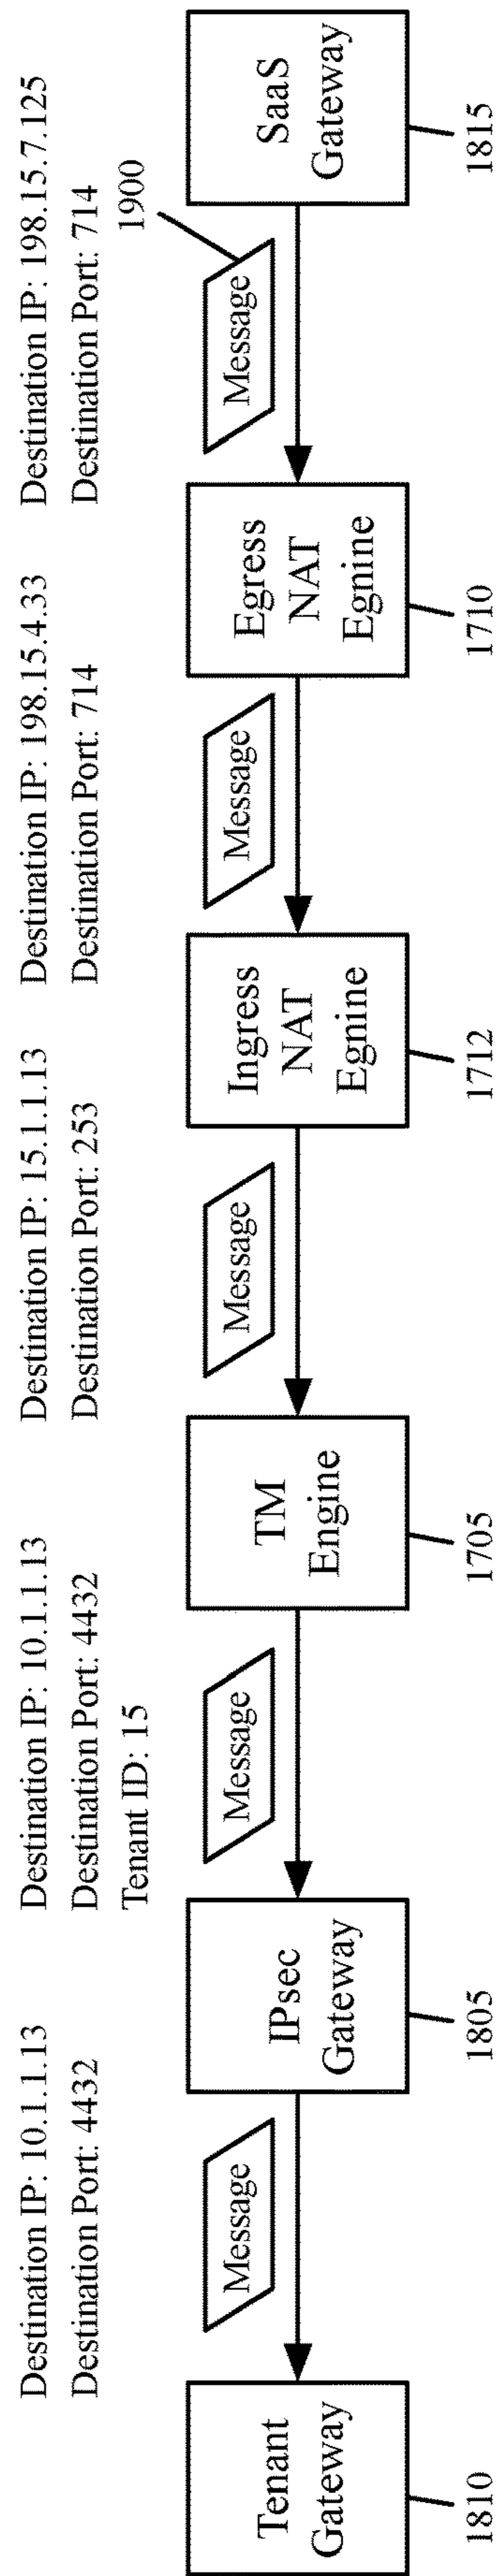 Destination IP: 10.1.1.13
Destination Port: 4432
Destination IP: 10.1.1.13
Destination Port: 4432
Tenant ID: 15
Destination IP: 15.1.1.13
Destination Port: 253
Destination IP: 198.15.4.33
Destination Port: 714
Destination IP: 198.15.7.125
Destination Port: 714
1900
Tenant
Gateway
Message
IPsec
Gateway
Message
TM
Engine
Message
Ingress
NAT
Egnine
Message
Egress
NAT
Egnine
Message
SaaS
Gateway
1810
1805
1705
1712
1710
1815